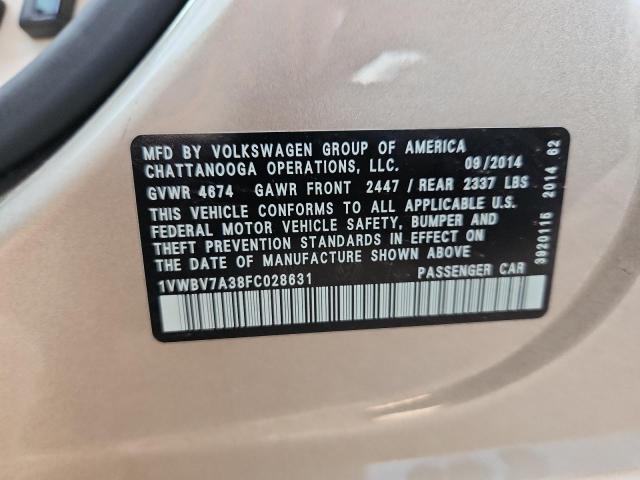 MFD BY VOLKSWAGEN GROUP OF AMERICA
CHATTANOOGA OPERATIONS, LLC. 09/2014
GVWR 4674 GAWR FRONT 2447 / REAR 2337 LBS
THIS VEHICLE CONFORMS TO ALL APPLICABLE U.S.
FEDERAL MOTOR VEHICLE SAFETY, BUMPER AND
THEFT PREVENTION STANDARDS IN EFFECT ON
THE DATE OF MANUFACTURE SHOWN ABOVE
1VWBV7A38FC028631 PASSENGER CAR
3920116 2014 62